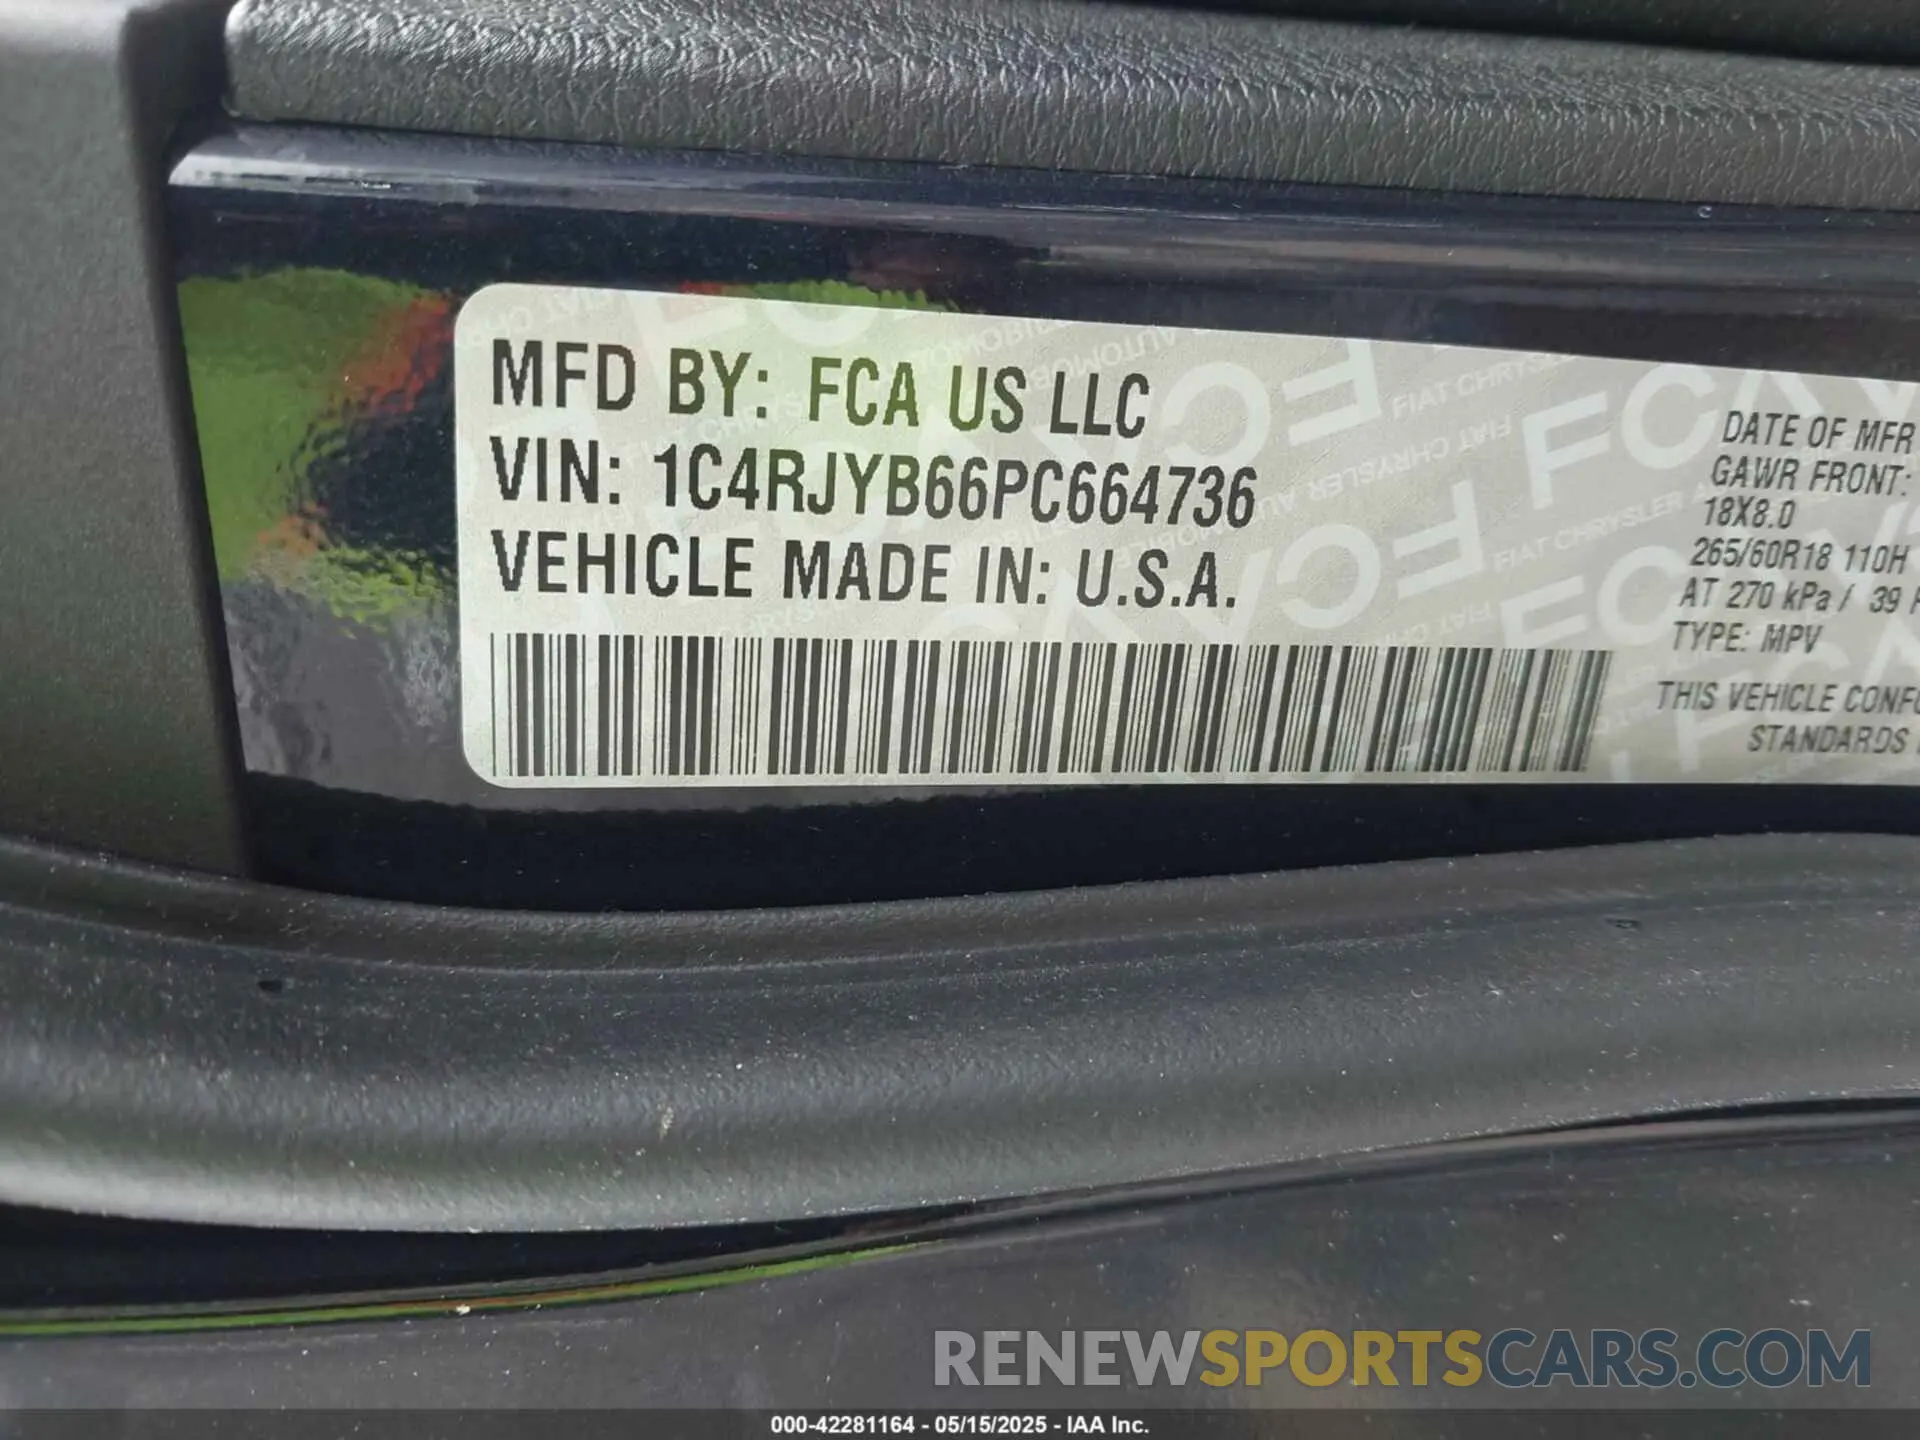 MFD BY: FCA US LLC
VIN: 1C4RJYB66PC664736
VEHICLE MADE IN: U.S.A.
DATE OF MFR
GAWR FRONT:
18X8.0
265/60R18 110H
AT 270 kPa / 39
TYPE: MPV
THIS VEHICLE
STANDARDS
RENEWSPORTSCARS.COM
000-42281164 - 05/15/2025 - IAA Inc.